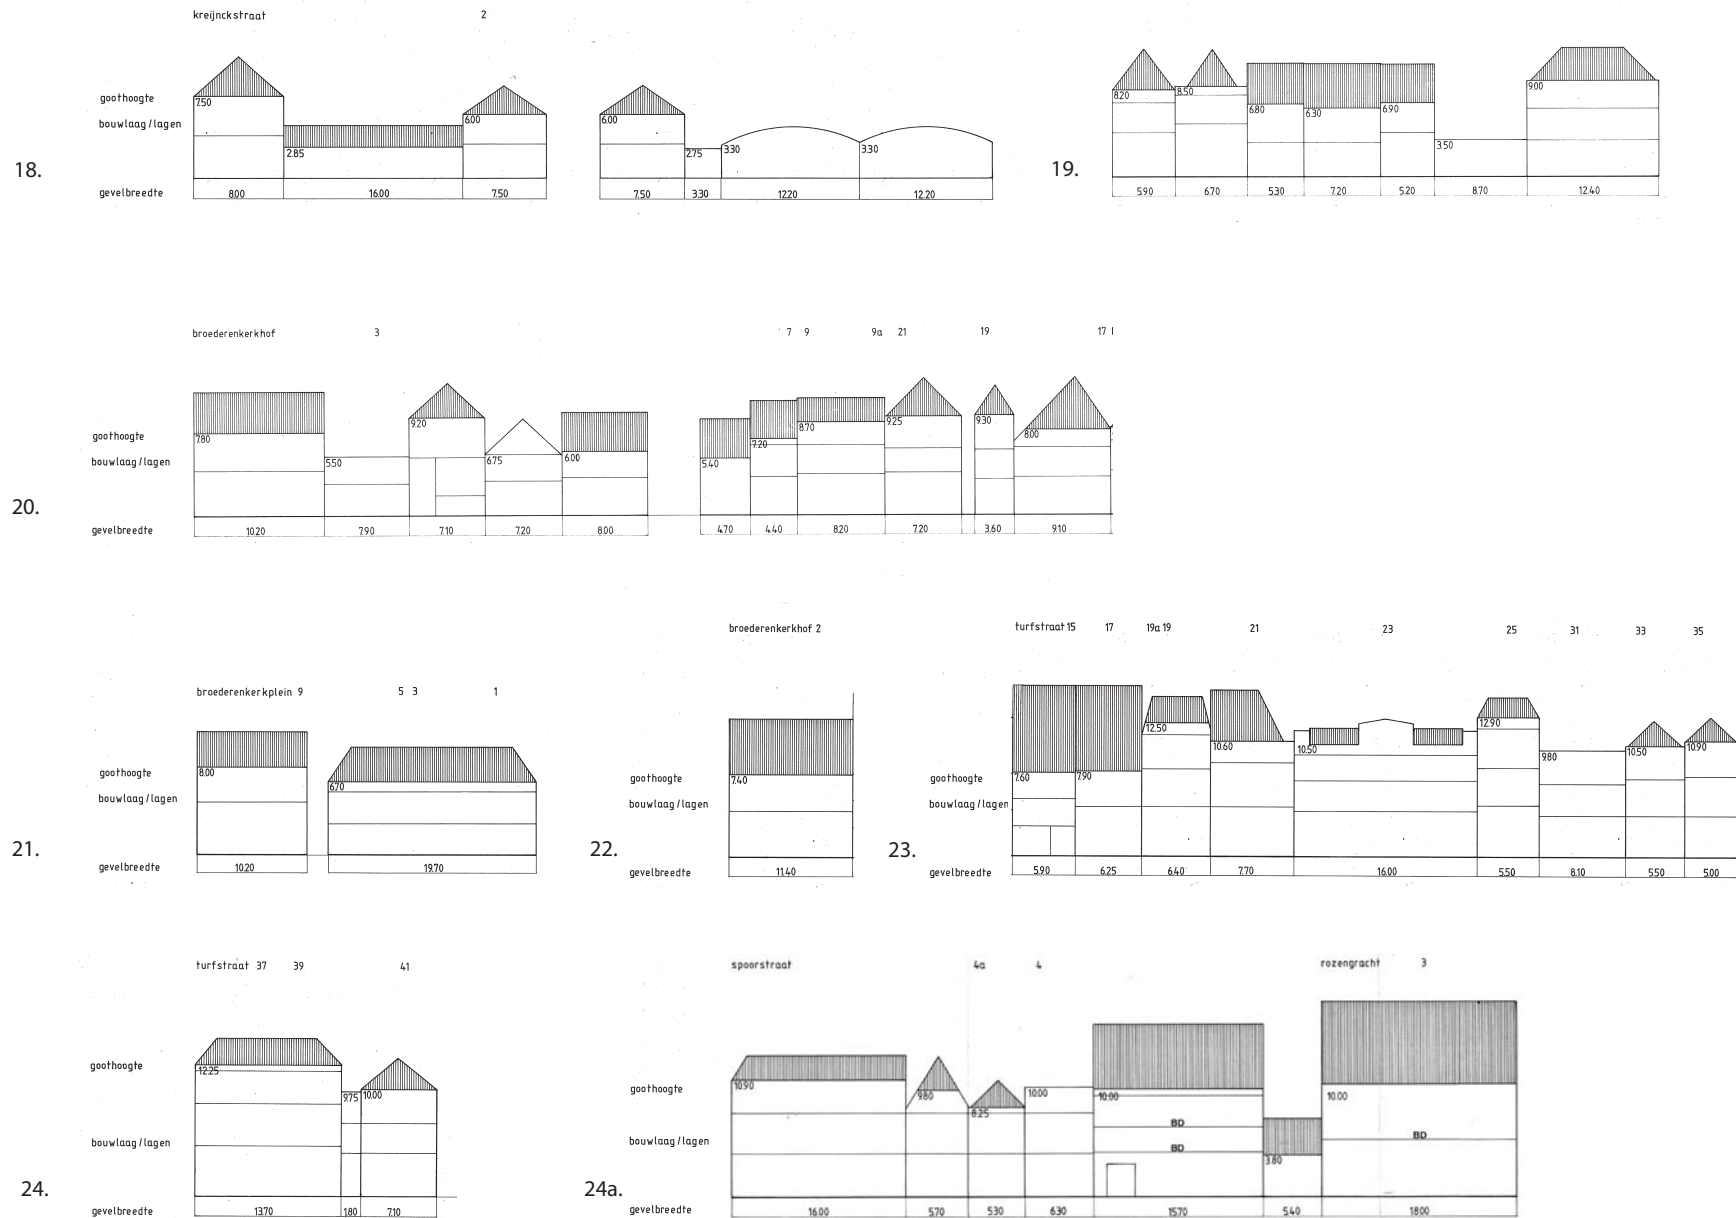 kreijnckstraat 2
goothoogte
bouwlaag/lagen
7.50 2.85 6.00 6.00 2.75 3.30 3.30
18.
gevelbreedte 8.00 16.00 7.50 7.50 3.30 12.20 12.20
8.20 8.50 6.80 6.30 6.90 3.50 9.00
19.
5.90 6.70 5.30 7.20 5.20 8.70 12.40
broederenkerkhof 3 7 9 9a 21 19 17
goothoogte
bouwlaag/lagen
7.80 5.50 9.20 6.75 6.00 5.40 7.20 8.70 9.25 9.30 8.00
20.
gevelbreedte 10.20 7.90 7.10 7.20 8.00 4.70 4.40 8.20 7.20 3.60 9.10
broederenkerkplein 9 5 3 1
goothoogte
bouwlaag/lagen
8.00 6.70
21.
gevelbreedte 10.20 19.70
broederenkerkhof 2
goothoogte
bouwlaag/lagen
7.40
22.
gevelbreedte 11.40
turfstraat 15 17 19a 19 21 23 25 31 33 35
goothoogte
bouwlaag/lagen
7.60 7.90 12.50 10.60 10.50 12.90 9.80 10.50 10.90
23.
gevelbreedte 5.90 6.25 6.40 7.70 16.00 5.50 8.10 5.50 5.00
turfstraat 37 39 41
goothoogte
12.25 9.75 10.00
bouwlaag/lagen
24.
gevelbreedte 13.70 1.80 7.10
spoorstraat 4a 4 rozengracht 3
goothoogte
10.90 9.80 8.25 10.00 10.00 3.80 10.00
BD
BD
BD
bouwlaag/lagen
24a.
gevelbreedte 16.00 5.70 5.30 6.30 15.70 5.40 18.00